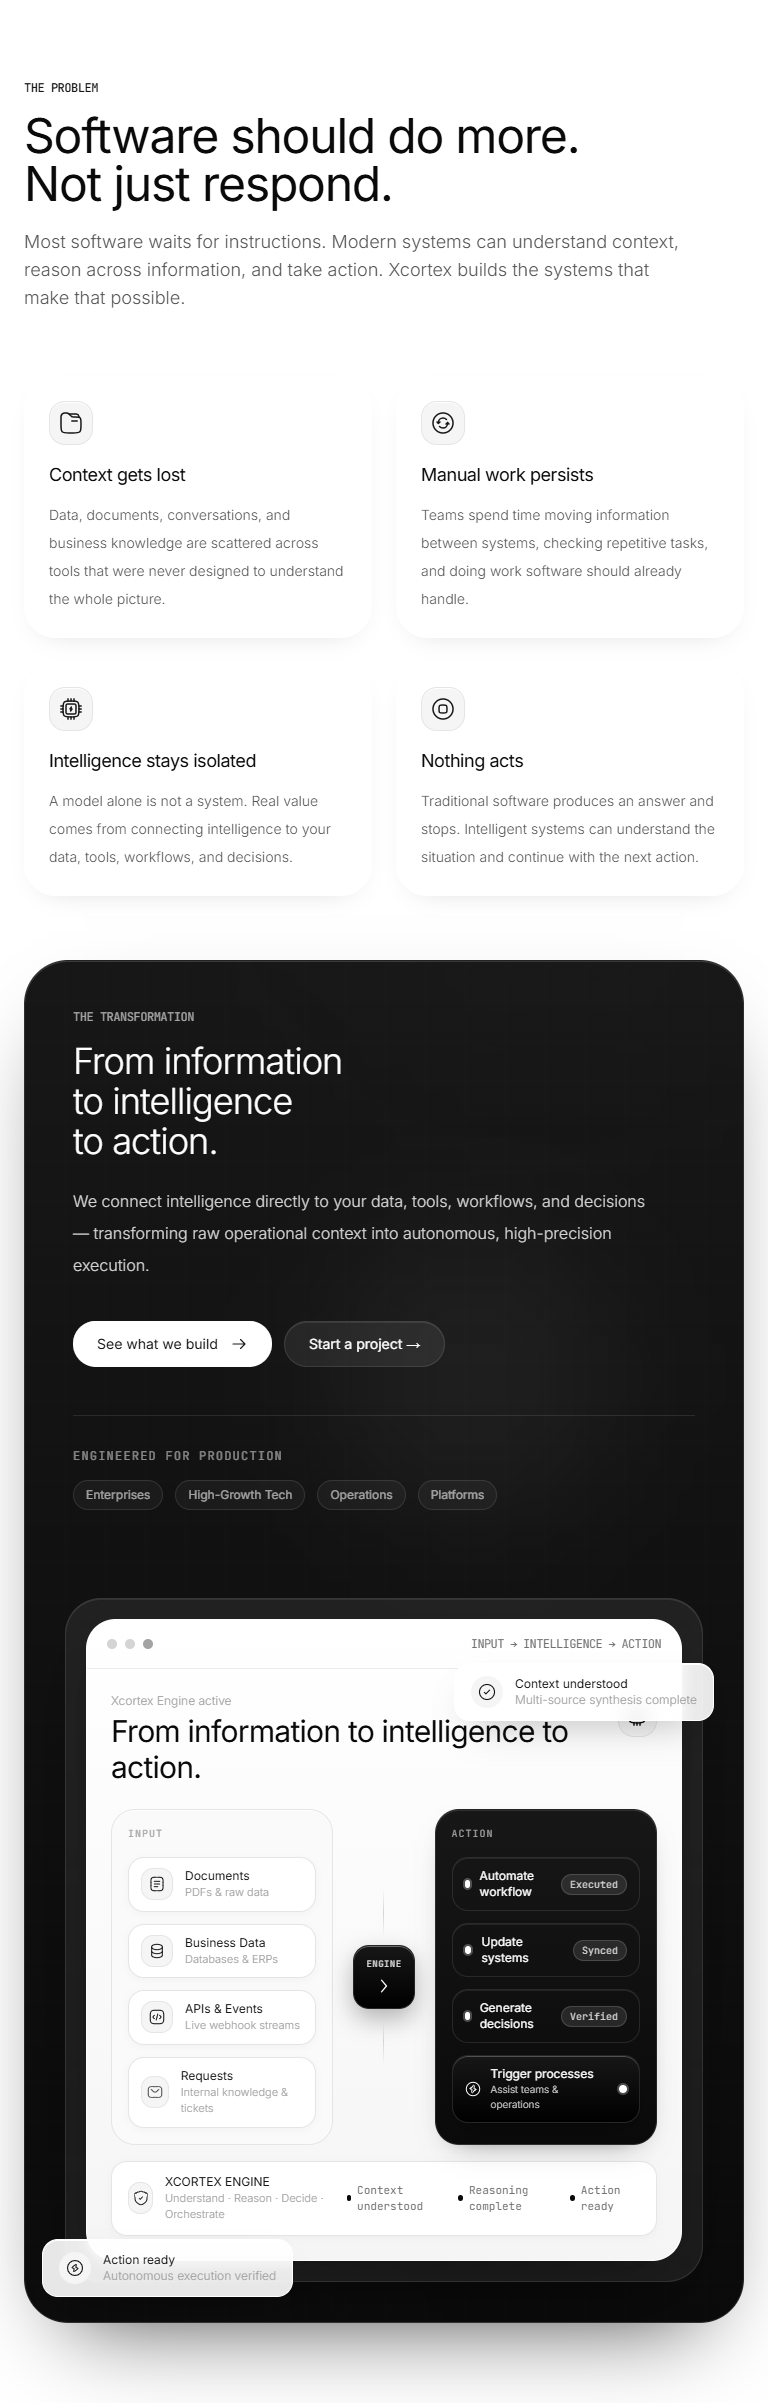 THE PROBLEM
Software should do more.
Not just respond.
Most software waits for instructions. Modern systems can understand context,
reason across information, and take action. Xcortex builds the systems that
make that possible.
Context gets lost
Data, documents, conversations, and
business knowledge are scattered across
tools that were never designed to understand
the whole picture.
Manual work persists
Teams spend time moving information
between systems, checking repetitive tasks,
and doing work software should already
handle.
Intelligence stays isolated
A model alone is not a system. Real value
comes from connecting intelligence to your
data, tools, workflows, and decisions.
Nothing acts
Traditional software produces an answer and
stops. Intelligent systems can understand the
situation and continue with the next action.
THE TRANSFORMATION
From information
to intelligence
to action.
We connect intelligence directly to your data, tools, workflows, and decisions
— transforming raw operational context into autonomous, high-precision
execution.
See what we build →
Start a project →
ENGINEERED FOR PRODUCTION
Enterprises
High-Growth Tech
Operations
Platforms
INPUT → INTELLIGENCE → ACTION
Context understood
Multi-source synthesis complete
Xcortex Engine active
From information to intelligence to
action.
INPUT
Documents
PDFs & raw data
Business Data
Databases & ERPs
APIs & Events
Live webhook streams
Requests
Internal knowledge &
tickets
ENGINE
ACTION
Automate
workflow
Executed
Update
systems
Synced
Generate
decisions
Verified
Trigger processes
Assist teams &
operations
XCORTEX ENGINE
Understand · Reason · Decide ·
Orchestrate
Context
understood
Reasoning
complete
Action
ready
Action ready
Autonomous execution verified